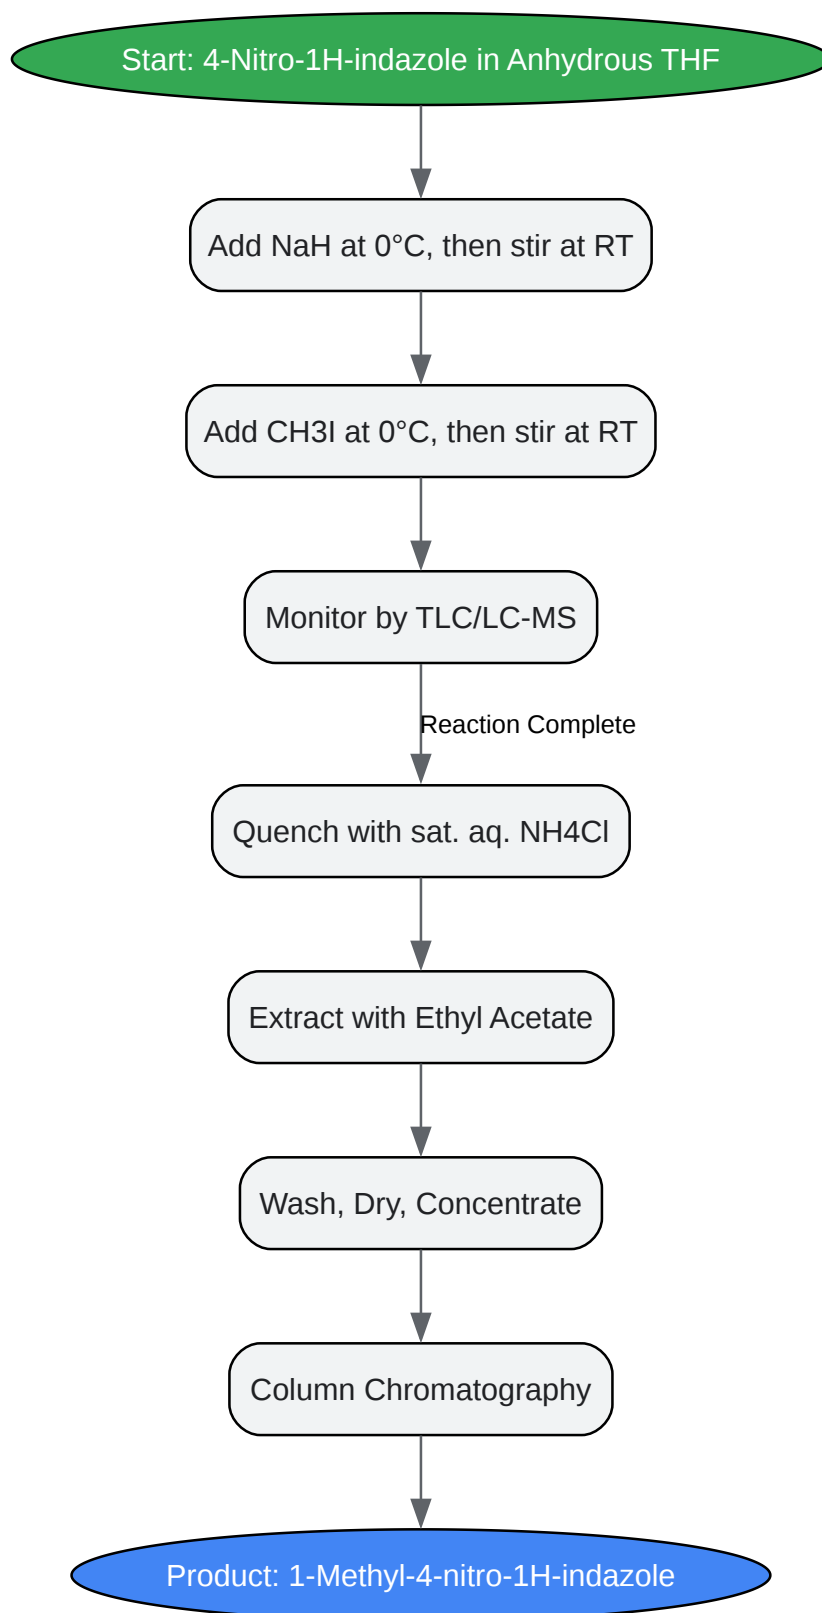 Start: 4-Nitro-1H-indazole in Anhydrous THF
Add NaH at 0°C, then stir at RT
Add CH3I at 0°C, then stir at RT
Monitor by TLC/LC-MS
Reaction Complete
Quench with sat. aq. NH4Cl
Extract with Ethyl Acetate
Wash, Dry, Concentrate
Column Chromatography
Product: 1-Methyl-4-nitro-1H-indazole